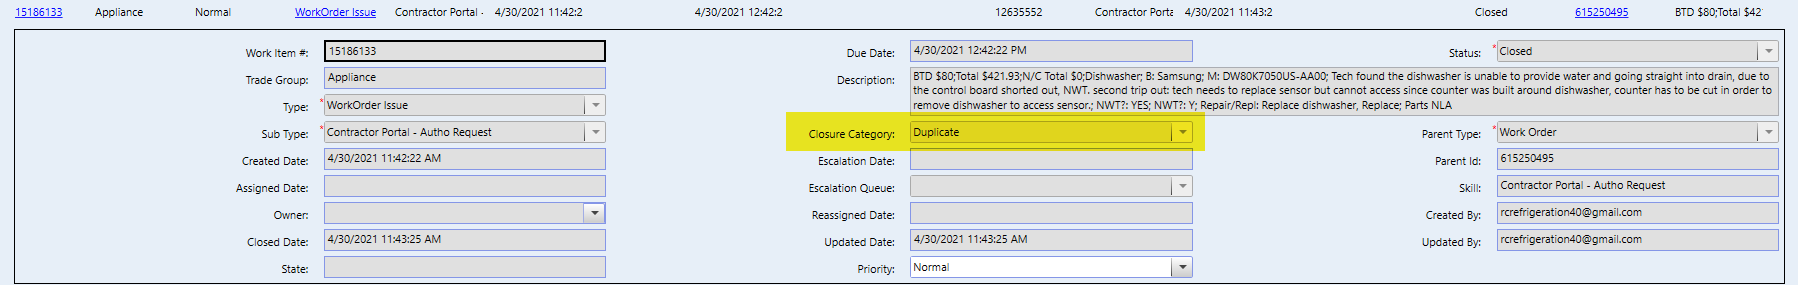 15186133 Appliance Normal WorkOrder Issue Contractor Portal - 4/30/2021 11:42:2 4/30/2021 12:42:2 12635552 Contractor Porta 4/30/2021 11:43:2 Closed 615250495 BTD $80;Total $42
Work Item #: 15186133 Due Date: 4/30/2021 12:42:22 PM Status: * Closed
Trade Group: Appliance Description: BTD $80;Total $421.93;N/C Total $0;Dishwasher; B: Samsung; M: DW80K7050US-AA00; Tech found the dishwasher is unable to provide water and going straight into drain, due to
the control board shorted out, NWT. second trip out: tech needs to replace sensor but cannot access since counter was built around dishwasher, counter has to be cut in order to
remove dishwasher to access sensor.; NWT?: YES; NWT?: Y; Repair/Repl: Replace dishwasher, Replace; Parts NLA
Type: * WorkOrder Issue
Sub Type: * Contractor Portal - Autho Request Closure Category: Duplicate Parent Type: * Work Order
Created Date: 4/30/2021 11:42:22 AM Escalation Date: Parent Id: 615250495
Assigned Date: Escalation Queue: Skill: Contractor Portal - Autho Request
Owner: Reassigned Date: Created By: rcrefrigeration40@gmail.com
Closed Date: 4/30/2021 11:43:25 AM Updated Date: 4/30/2021 11:43:25 AM Updated By: rcrefrigeration40@gmail.com
State: Priority: Normal